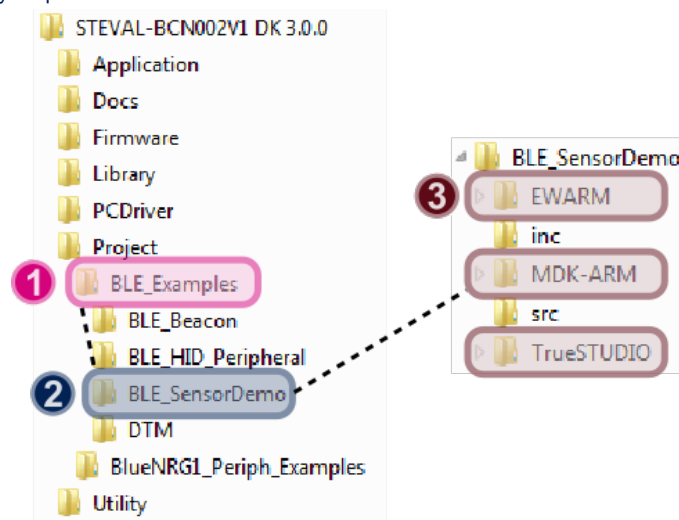 STEVAL-BCN002V1 DK 3.0.0
Application
Docs
Firmware
Library
PCDriver
Project
1 BLE_Examples
BLE_Beacon
BLE_HID_Peripheral
2 BLE_SensorDemo
DTM
BlueNRG1_Periph_Examples
Utility
BLE_SensorDemo
3 EWARM
inc
MDK-ARM
src
TrueSTUDIO